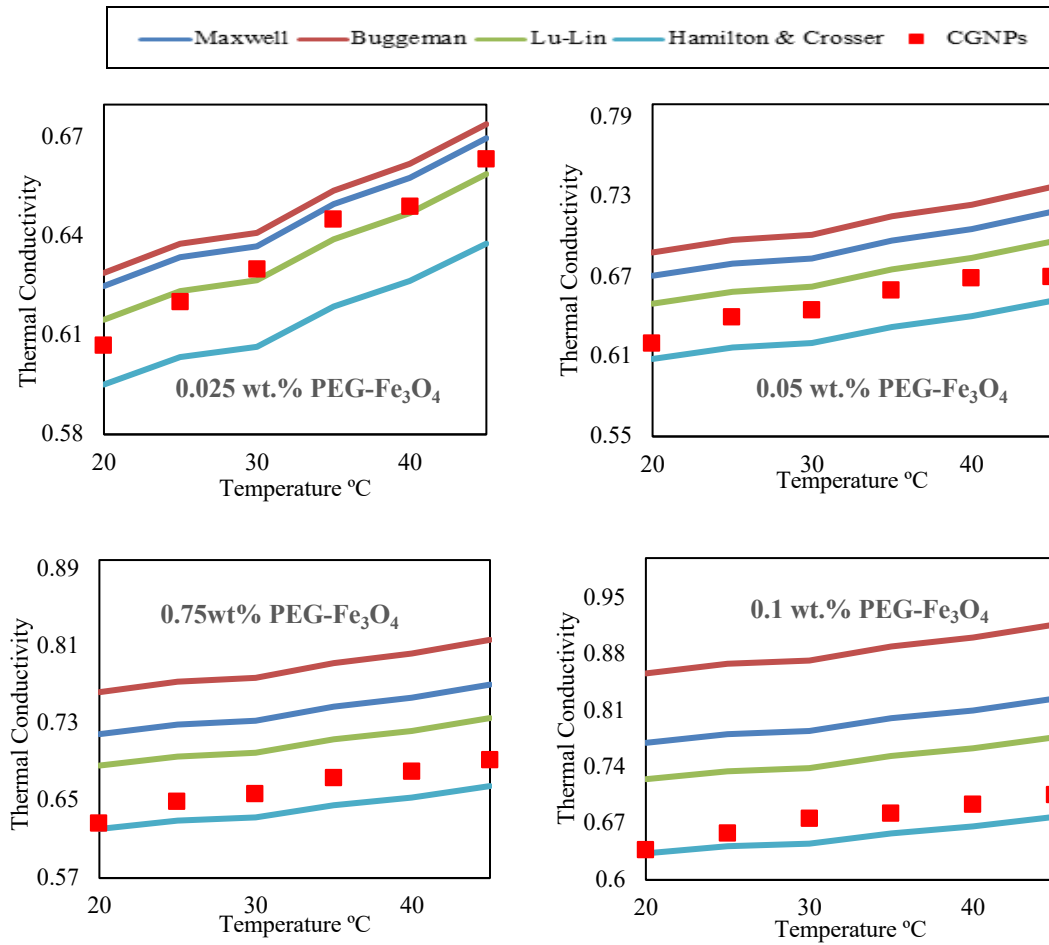 Maxwell Buggeman Lu-Lin Hamilton & Crosser CGNPs
Thermal Conductivity
0.67
0.64
0.61
0.58
0.025 wt.% PEG-Fe₃O₄
20 30 40
Temperature ºC
Thermal Conductivity
0.79
0.73
0.67
0.61
0.55
0.05 wt.% PEG-Fe₃O₄
20 30 40
Temperature ºC
Thermal Conductivity
0.89
0.81
0.73
0.65
0.57
0.75wt% PEG-Fe₃O₄
20 30 40
Temperature ºC
Thermal Conductivity
0.95
0.88
0.81
0.74
0.67
0.6
0.1 wt.% PEG-Fe₃O₄
20 30 40
Temperature ºC